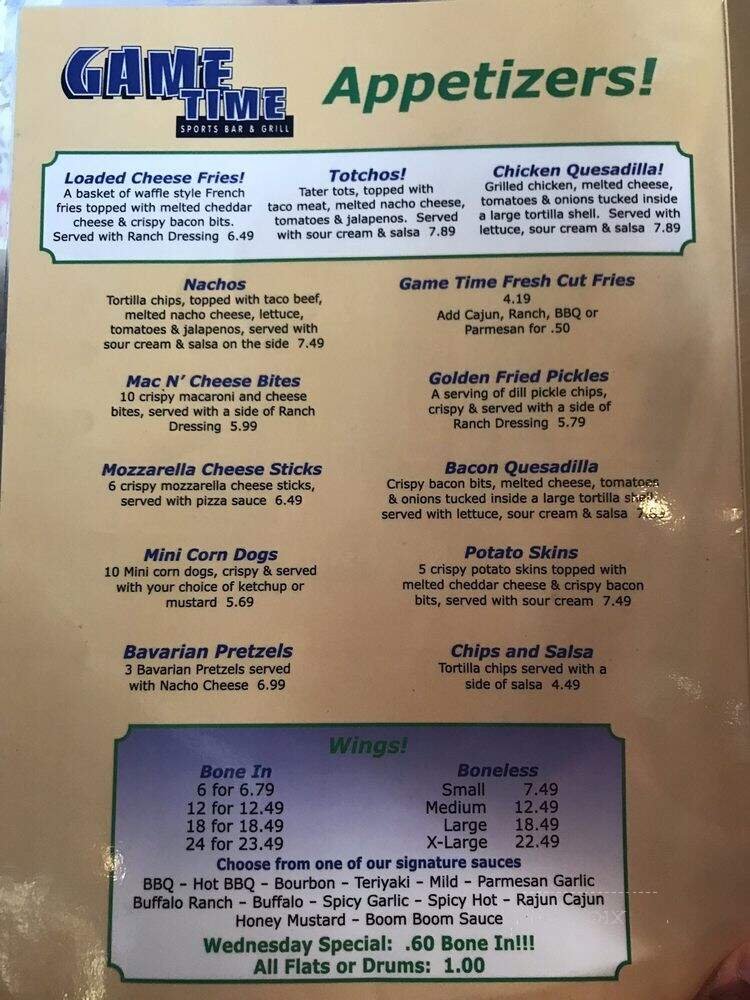 GAME
TIME
SPORTS BAR & GRILL
Appetizers!
Loaded Cheese Fries!
A basket of waffle style French
fries topped with melted cheddar
cheese & crispy bacon bits.
Served with Ranch Dressing 6.49
Totchos!
Tater tots, topped with
taco meat, melted nacho cheese,
tomatoes & jalapenos. Served
with sour cream & salsa 7.89
Chicken Quesadilla!
Grilled chicken, melted cheese,
tomatoes & onions tucked inside
a large tortilla shell. Served with
lettuce, sour cream & salsa 7.89
Nachos
Tortilla chips, topped with taco beef,
melted nacho cheese, lettuce,
tomatoes & jalapenos, served with
sour cream & salsa on the side 7.49
Game Time Fresh Cut Fries
4.19
Add Cajun, Ranch, BBQ or
Parmesan for .50
Mac N' Cheese Bites
10 crispy macaroni and cheese
bites, served with a side of Ranch
Dressing 5.99
Golden Fried Pickles
A serving of dill pickle chips,
crispy & served with a side of
Ranch Dressing 5.79
Mozzarella Cheese Sticks
6 crispy mozzarella cheese sticks,
served with pizza sauce 6.49
Bacon Quesadilla
Crispy bacon bits, melted cheese, tomatoes
& onions tucked inside a large tortilla shell,
served with lettuce, sour cream & salsa
Mini Corn Dogs
10 Mini corn dogs, crispy & served
with your choice of ketchup or
mustard 5.69
Potato Skins
5 crispy potato skins topped with
melted cheddar cheese & crispy bacon
bits, served with sour cream 7.49
Bavarian Pretzels
3 Bavarian Pretzels served
with Nacho Cheese 6.99
Chips and Salsa
Tortilla chips served with a
side of salsa 4.49
Wings!
Bone In
6 for 6.79
12 for 12.49
18 for 18.49
24 for 23.49
Boneless
Small 7.49
Medium 12.49
Large 18.49
X-Large 22.49
Choose from one of our signature sauces
BBQ – Hot BBQ – Bourbon – Teriyaki – Mild – Parmesan Garlic
Buffalo Ranch – Buffalo – Spicy Garlic – Spicy Hot – Rajun Cajun
Honey Mustard – Boom Boom Sauce
Wednesday Special: .60 Bone In!!!
All Flats or Drums: 1.00